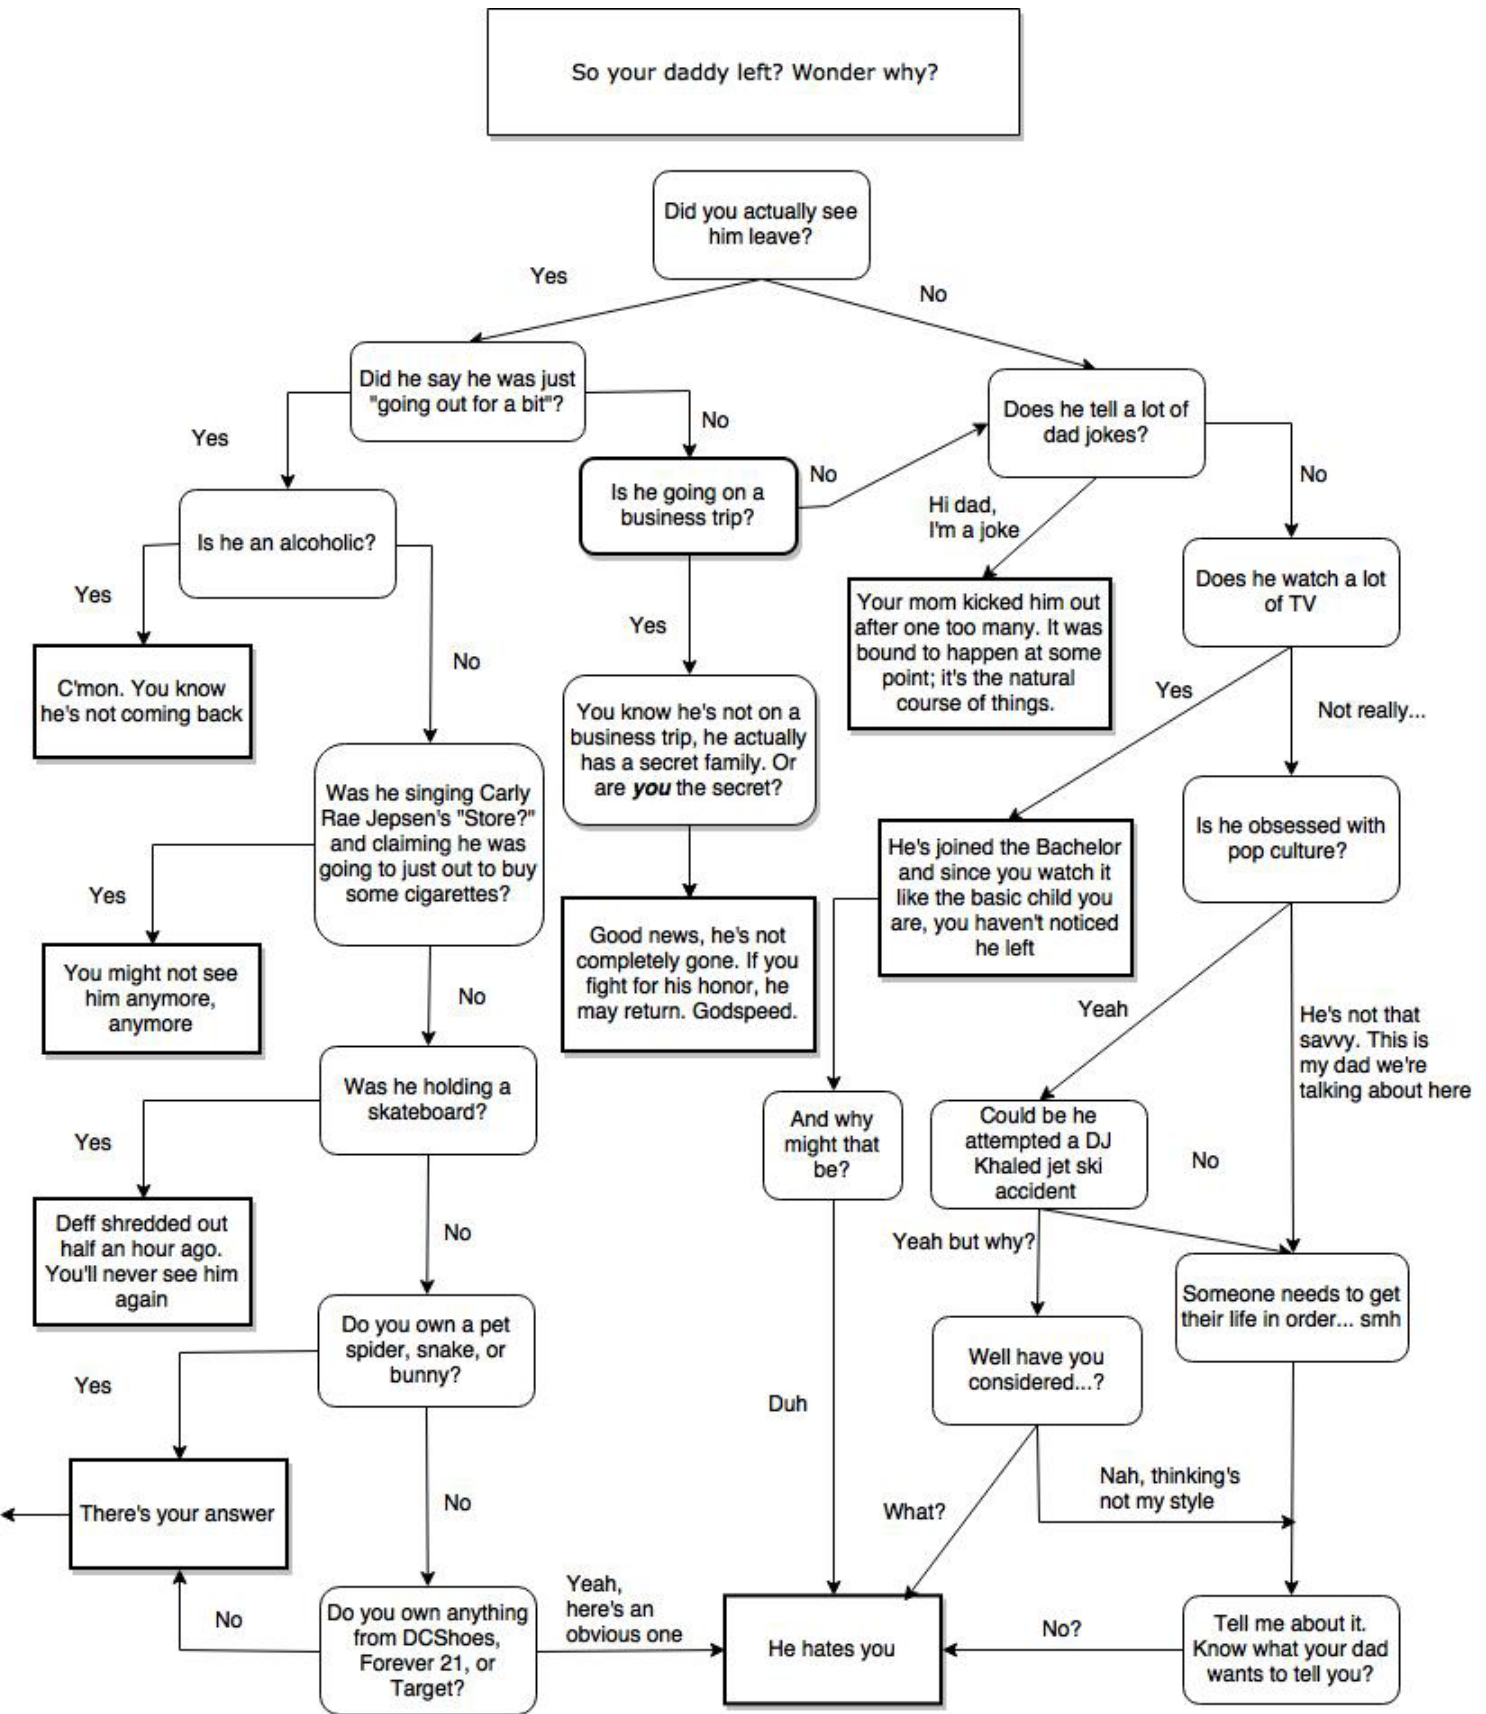 So your daddy left? Wonder why?
Did you actually see
him leave?
Yes
No
Did he say he was just
"going out for a bit"?
Does he tell a lot of
dad jokes?
Yes
No
No
No
Is he going on a
business trip?
Hi dad,
I'm a joke
Is he an alcoholic?
Does he watch a lot
of TV
Yes
Your mom kicked him out
after one too many. It was
bound to happen at some
point; it's the natural
course of things.
Yes
No
C'mon. You know
he's not coming back
Yes
Not really...
You know he's not on a
business trip, he actually
has a secret family. Or
are you the secret?
Was he singing Carly
Rae Jepsen's "Store?"
and claiming he was
going to just out to buy
some cigarettes?
Is he obsessed with
pop culture?
He's joined the Bachelor
and since you watch it
like the basic child you
are, you haven't noticed
he left
Yes
Good news, he's not
completely gone. If you
fight for his honor, he
may return. Godspeed.
You might not see
him anymore,
anymore
No
Yeah
He's not that
savvy. This is
my dad we're
talking about here
Was he holding a
skateboard?
And why
might that
be?
Could be he
attempted a DJ
Khaled jet ski
accident
Yes
No
Deff shredded out
half an hour ago.
You'll never see him
again
No
Yeah but why?
Someone needs to get
their life in order... smh
Do you own a pet
spider, snake, or
bunny?
Well have you
considered...?
Yes
Duh
Nah, thinking's
not my style
There's your answer
No
What?
Yeah,
here's an
obvious one
No
Do you own anything
from DCShoes,
Forever 21, or
Target?
He hates you
No?
Tell me about it.
Know what your dad
wants to tell you?